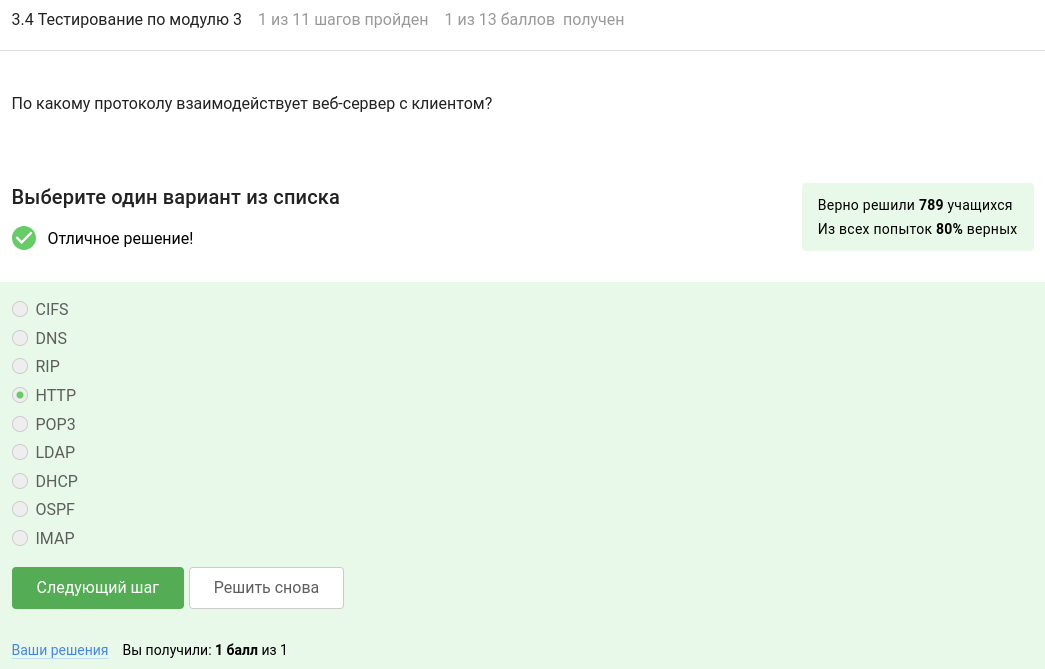 3.4 Тестирование по модулю 3 1 из 11 шагов пройден 1 из 13 баллов получен
По какому протоколу взаимодействует веб-сервер с клиентом?
Выберите один вариант из списка
Отличное решение!
Верно решили 789 учащихся
Из всех попыток 80% верных
CIFS
DNS
RIP
HTTP
POP3
LDAP
DHCP
OSPF
IMAP
Следующий шаг Решить снова
Ваши решения Вы получили: 1 балл из 1